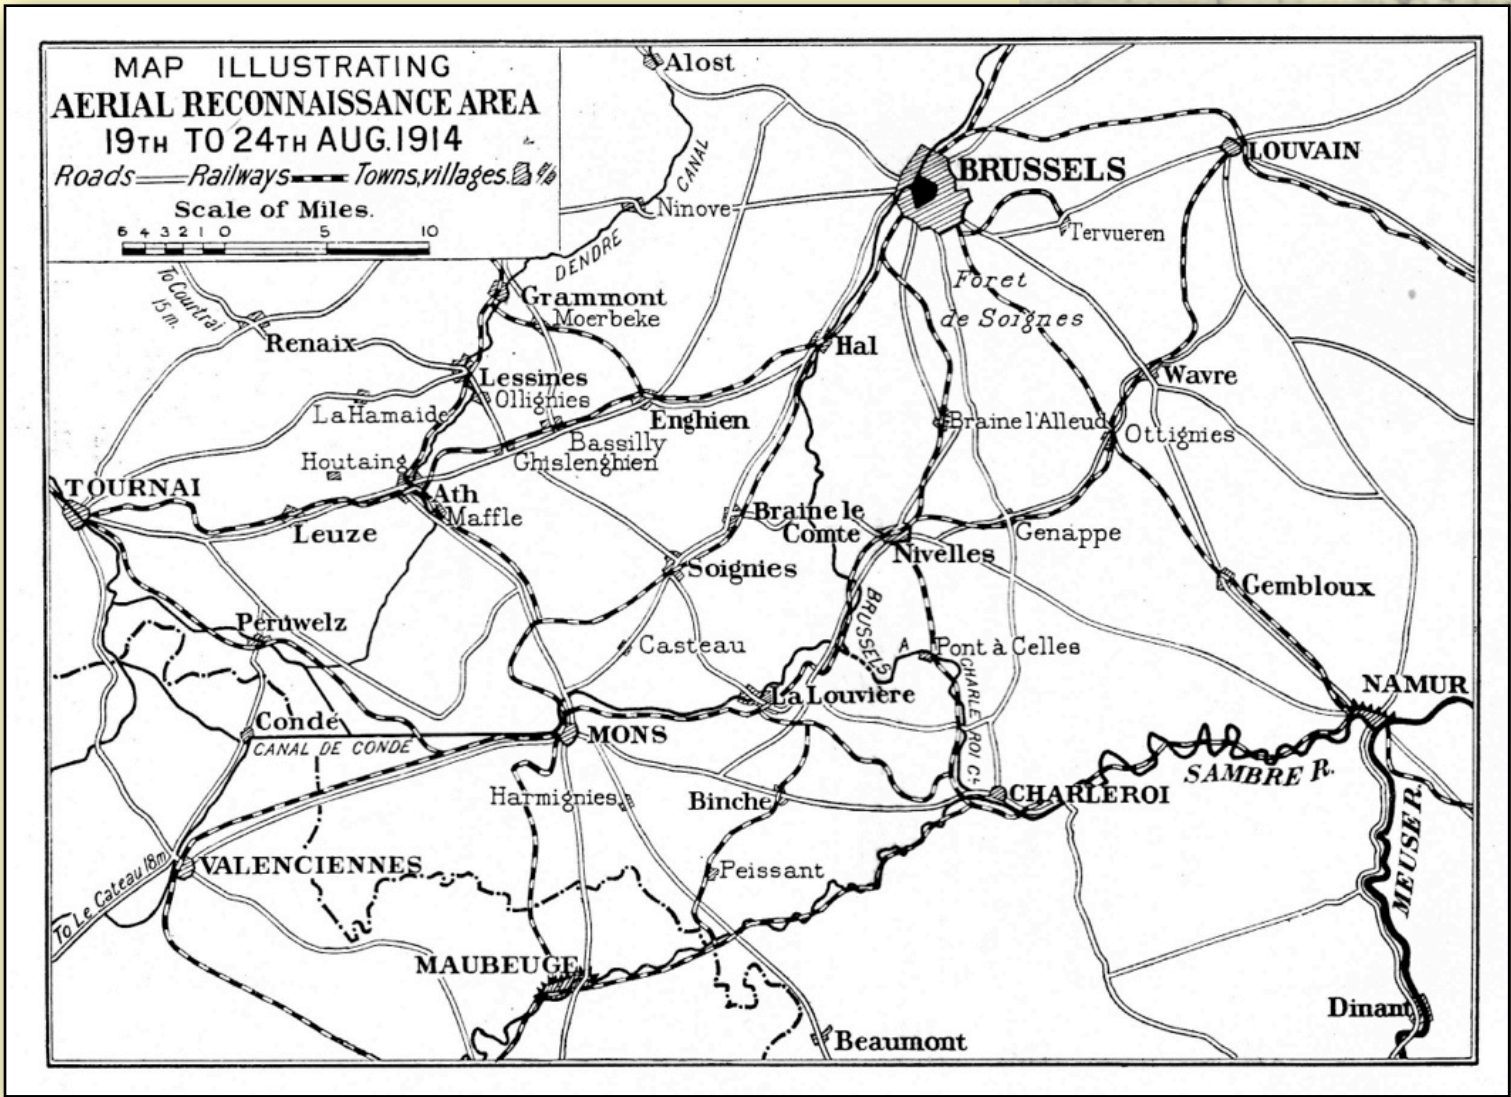 MAP ILLUSTRATING
AERIAL RECONNAISSANCE AREA
19TH TO 24TH AUG. 1914
Roads Railways Towns, villages.
Scale of Miles.
6 4 3 2 1 0 5 10
Alost
BRUSSELS
LOUVAIN
CANAL
Ninove
Tervueren
DENDRE
Foret
de Soignes
To Courtrai
15 m.
Grammont
Moerbeke
Renaix
Hal
Lessines
Ollignies
Wavre
La Hamaide
Enghien
Braine l'Alleud
Ottignies
Bassilly
Ghislenghien
Houtaing
TOURNAI
Ath
Maffle
Leuze
Braine le
Comte
Nivelles
Genappe
Soignies
Gembloux
BRUSSELS
Peruwelz
Casteau
A
Pont à Celles
CHARLEROI Cl.
La Louvière
NAMUR
Condé
CANAL DE CONDÉ
MONS
SAMBRE R.
Harmignies
Binche
CHARLEROI
MEUSE R.
VALENCIENNES
Peissant
To Le Cateau 18m
MAUBEUGE
Dinant
Beaumont